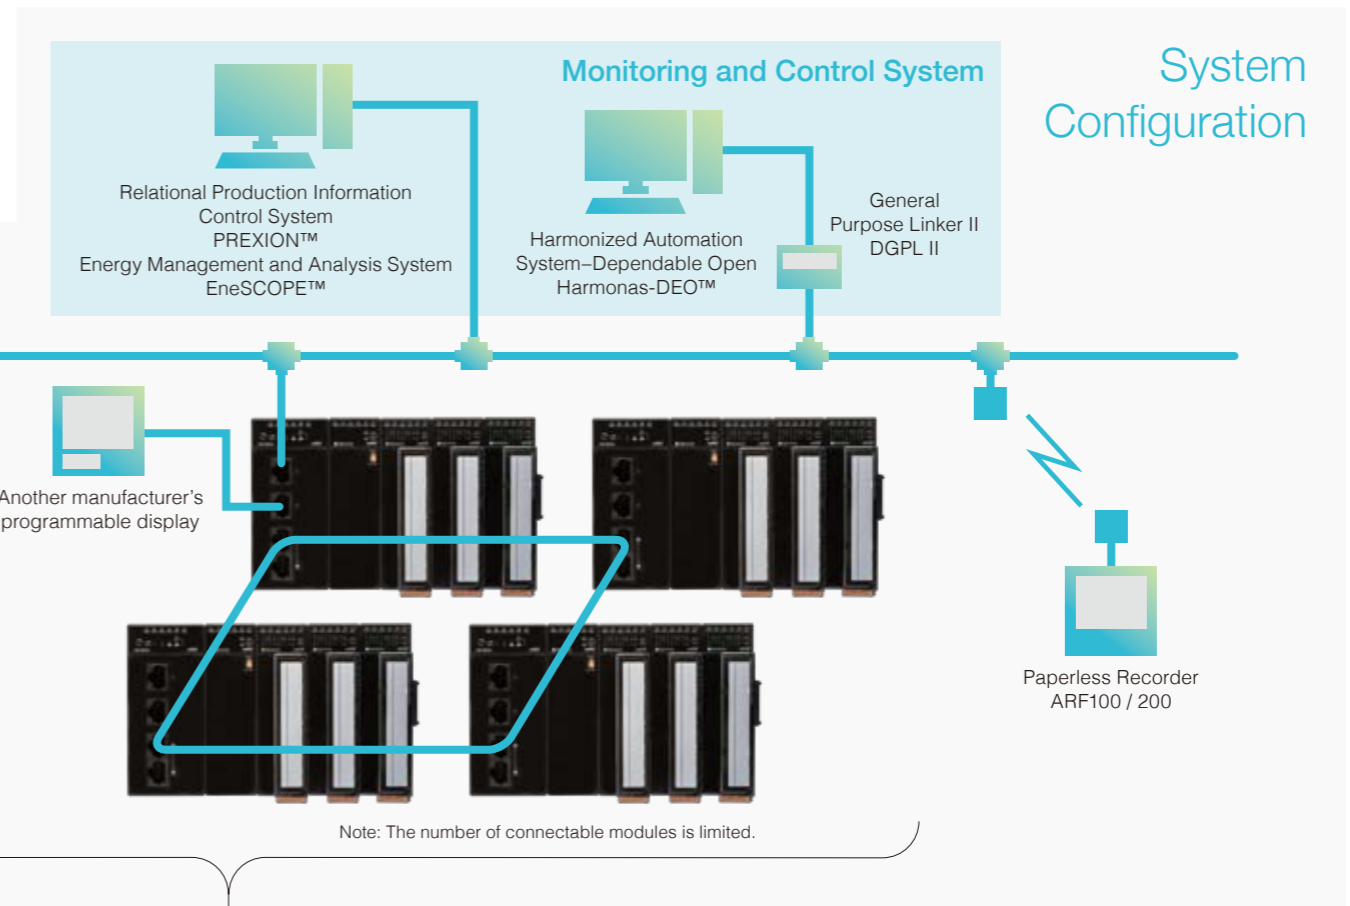 System
Configuration
Monitoring and Control System
Relational Production Information
Control System
PREXION™
Energy Management and Analysis System
EneSCOPE™
Harmonized Automation
System–Dependable Open
Harmonas-DEO™
General
Purpose Linker II
DGPL II
Another manufacturer's
programmable display
Paperless Recorder
ARF100 / 200
Note: The number of connectable modules is limited.